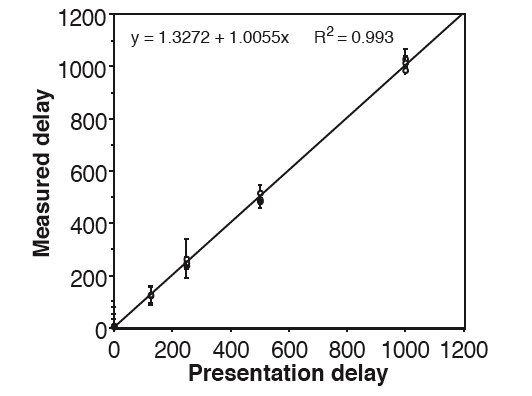 1200
y = 1.3272 + 1.0055x R² = 0.993
1000
800
600
400
200
0
Measured delay
0 200 400 600 800 1000 1200
Presentation delay